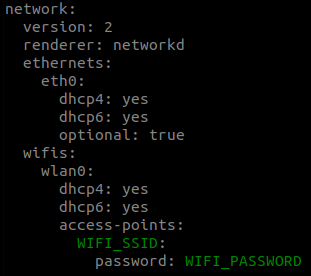 network:
  version: 2
  renderer: networkd
  ethernets:
    eth0:
      dhcp4: yes
      dhcp6: yes
      optional: true
  wifis:
    wlan0:
      dhcp4: yes
      dhcp6: yes
      access-points:
        WIFI_SSID:
          password: WIFI_PASSWORD